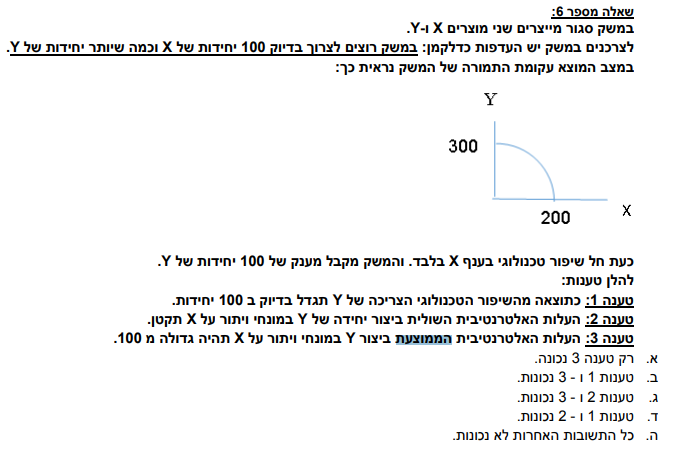 שאלה מספר 6:
במשק סגור מייצרים שני מוצרים X ו-Y.
לצרכנים במשק יש העדפות כדלקמן: במשק רוצים לצרוך בדיוק 100 יחידות של X וכמה שיותר יחידות של Y.
במצב המוצא עקומת התמורה של המשק נראית כך:
Y
300
200
X
כעת חל שיפור טכנולוגי בענף X בלבד. והמשק מקבל מענק של 100 יחידות של Y.
להלן טענות:
טענה 1: כתוצאה מהשיפור הטכנולוגי הצריכה של Y תגדל בדיוק ב 100 יחידות.
טענה 2: העלות האלטרנטיבית השולית ביצור יחידה של Y במונחי ויתור על X תקטן.
טענה 3: העלות האלטרנטיבית הממוצעת ביצור Y במונחי ויתור על X תהיה גדולה מ 100.
א. רק טענה 3 נכונה.
ב. טענות 1 ו - 3 נכונות.
ג. טענות 2 ו - 3 נכונות.
ד. טענות 1 ו - 2 נכונות.
ה. כל התשובות האחרות לא נכונות.